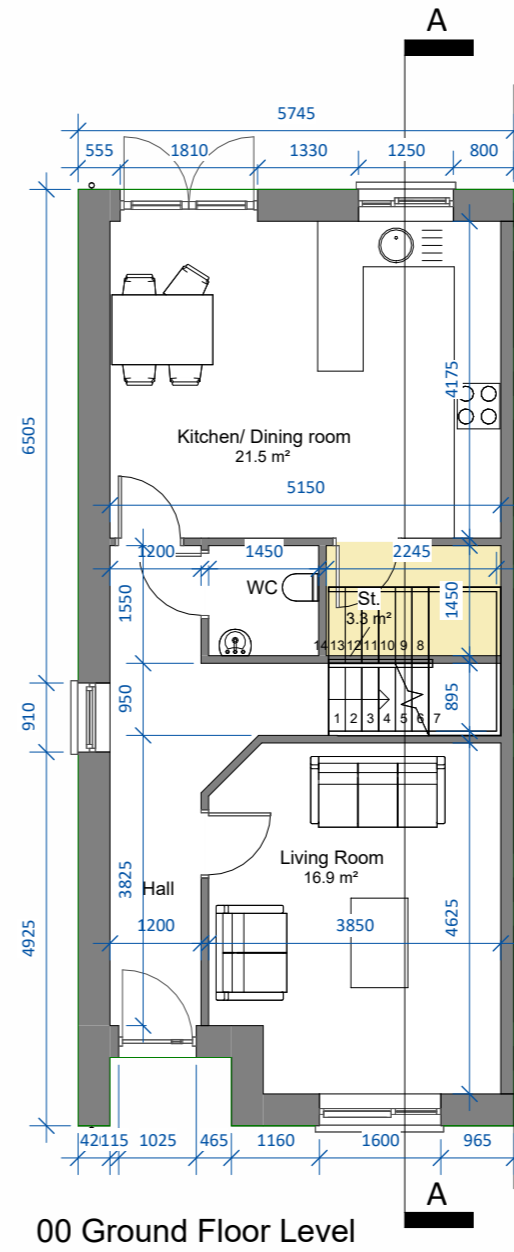 A
5745
555 1810 1330 1250 800
6505
4175
Kitchen/ Dining room
21.5 m²
5150
1200 1450 2245
1550
WC
St.
3.3 m²
1450
14 13 12 11 10 9 8
910
950
895
1 2 3 4 5 6 7
Living Room
16.9 m²
3825
Hall
4625
4925
1200 3850
420 115 1025 465 1160 1600 965
A
00 Ground Floor Level